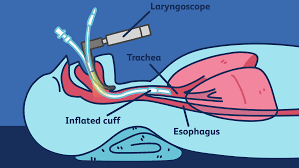 Laryngoscope
Trachea
Inflated cuff
Esophagus